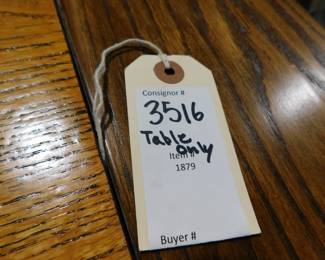 Consignor #
3516
Table
only
Item #
1879
Buyer #